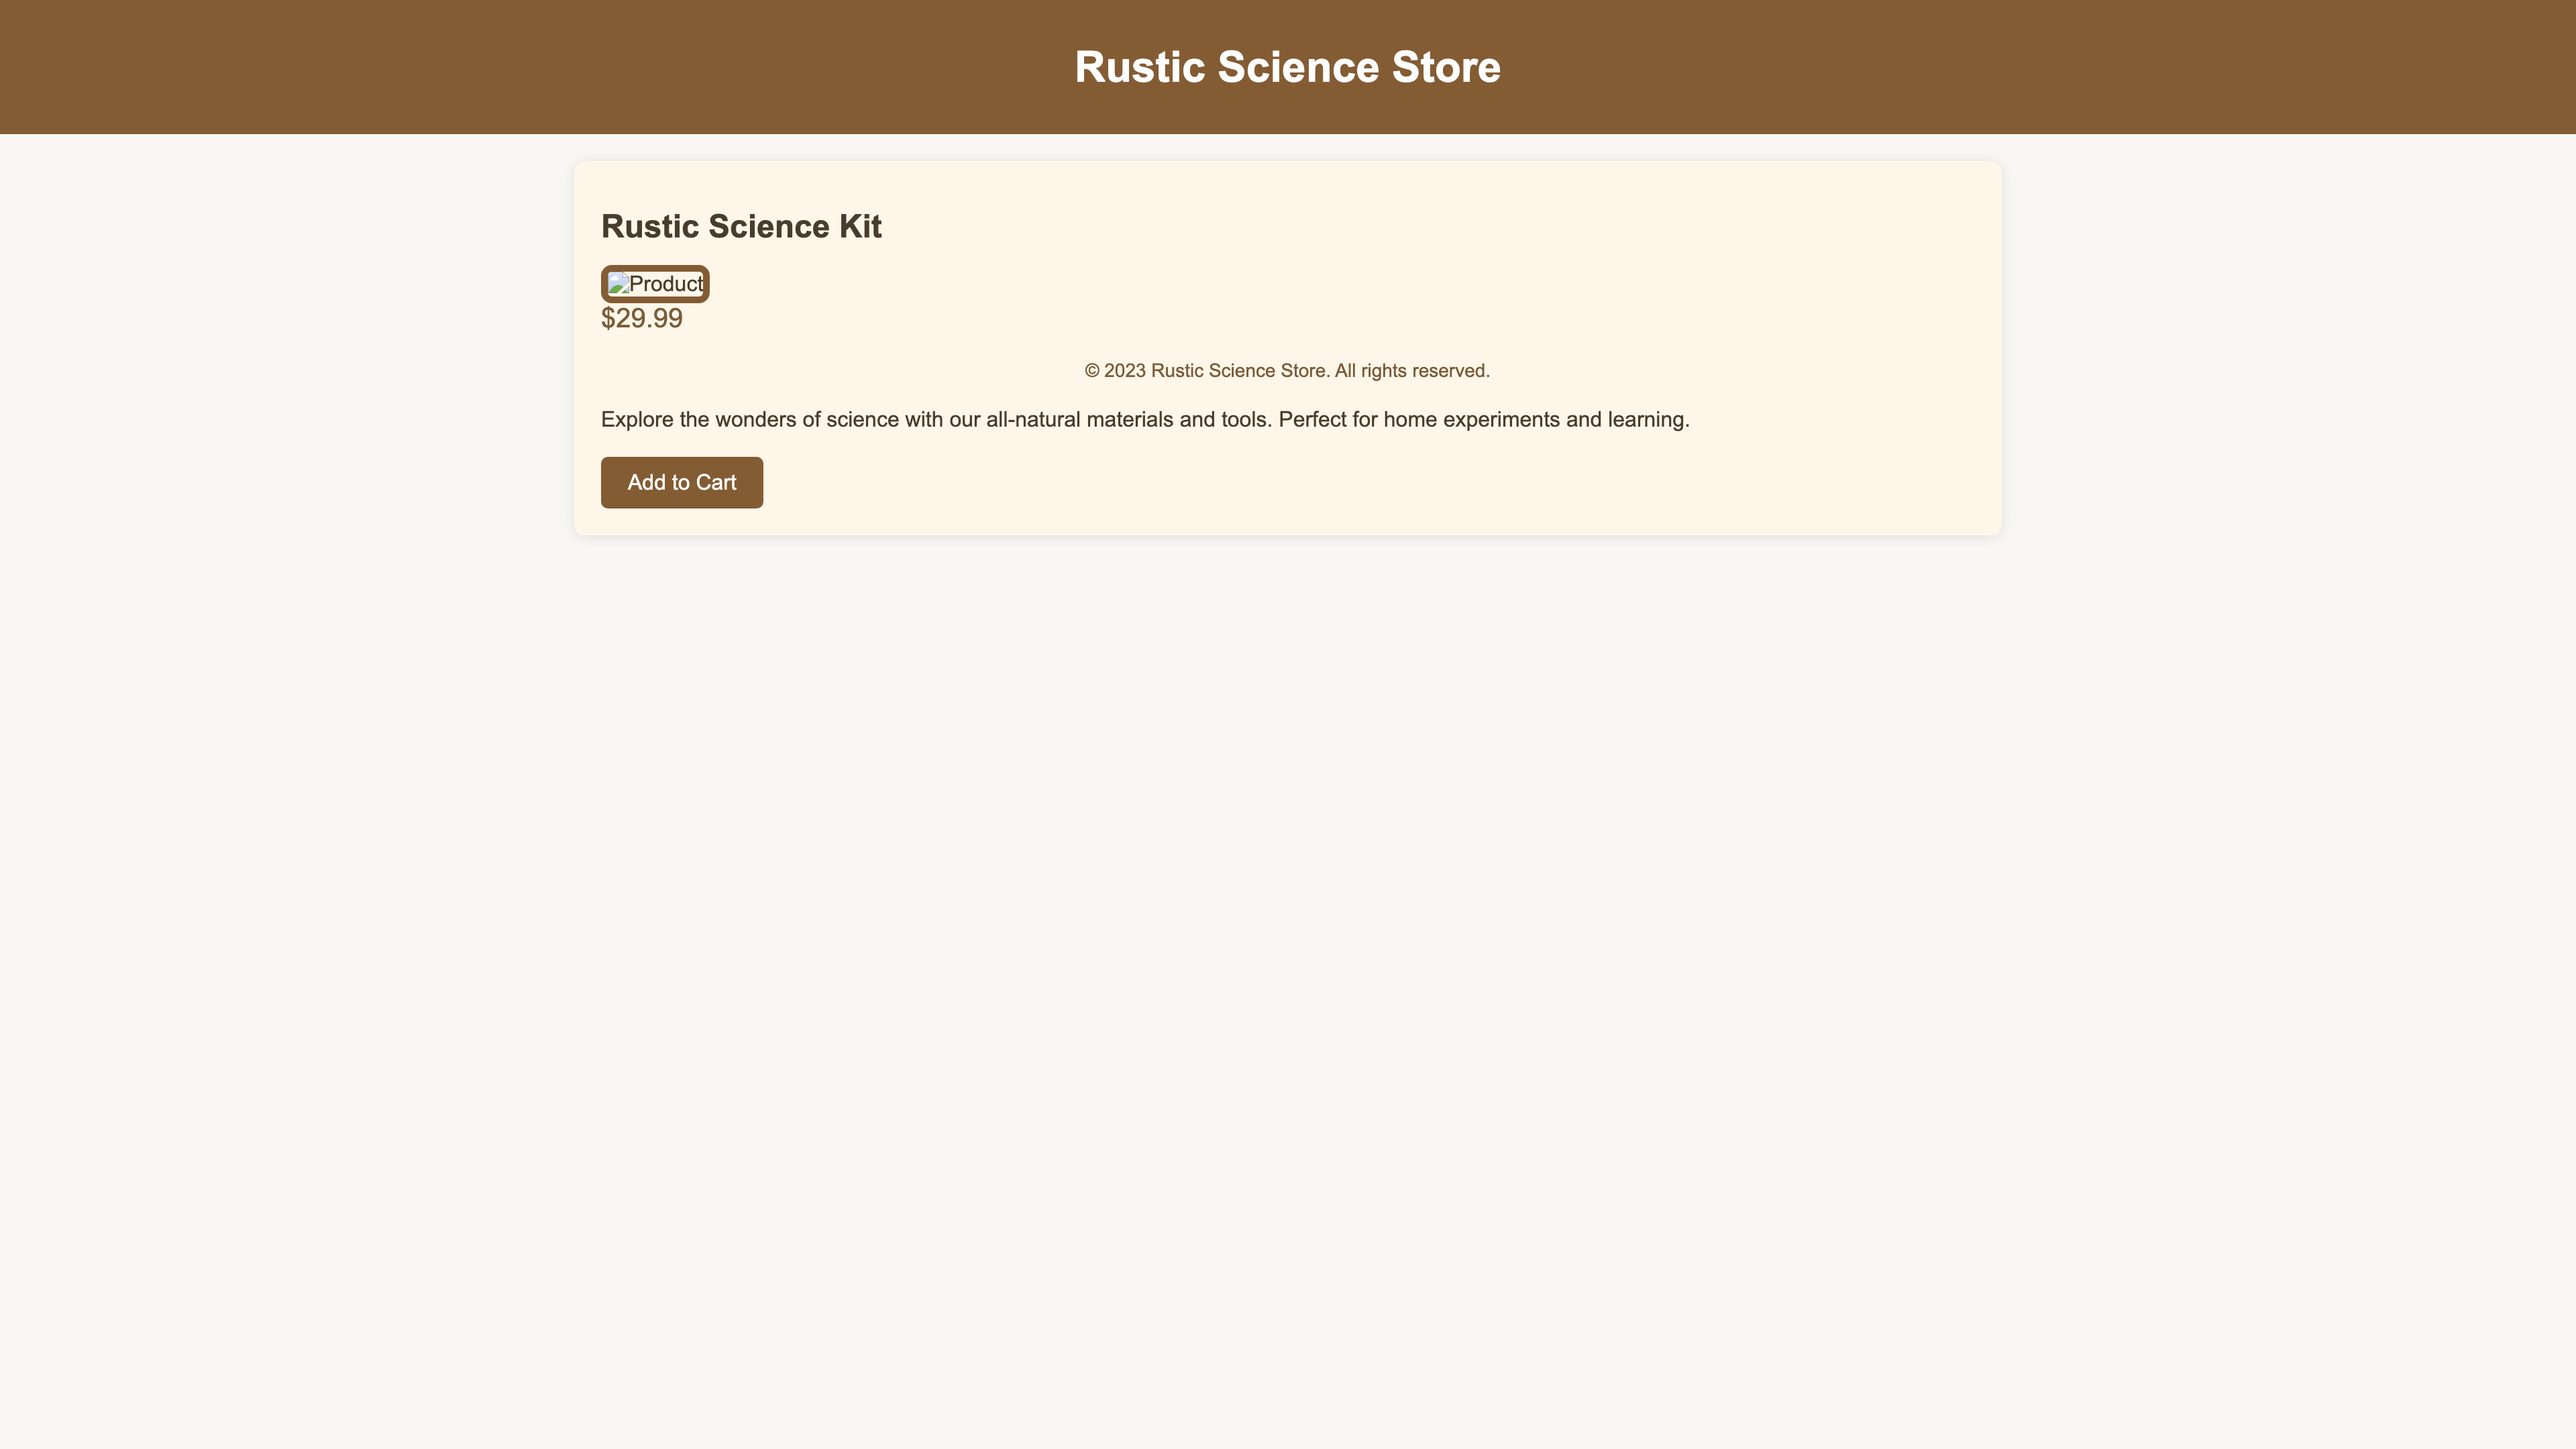 Rustic Science Store
Rustic Science Kit
Product
$29.99
© 2023 Rustic Science Store. All rights reserved.
Explore the wonders of science with our all-natural materials and tools. Perfect for home experiments and learning.
Add to Cart